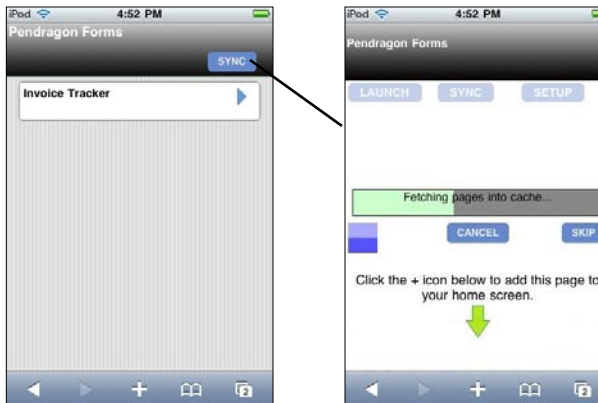 iPod 4:52 PM
Pendragon Forms
SYNC
Invoice Tracker
2
iPod 4:52 PM
Pendragon Forms
LAUNCH SYNC SETUP
Fetching pages into cache...
CANCEL SKIP
Click the + icon below to add this page to
your home screen.
2